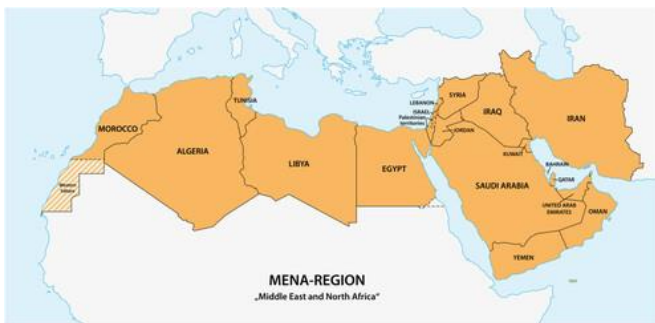 LEBANON
SYRIA
ISRAEL
Palestinian
territories
IRAQ
IRAN
TUNISIA
MOROCCO
JORDAN
ALGERIA
LIBYA
EGYPT
KUWAIT
BAHRAIN
QATAR
SAUDI ARABIA
Western
Sahara
UNITED ARAB
EMIRATES
OMAN
YEMEN
MENA-REGION
„Middle East and North Africa“